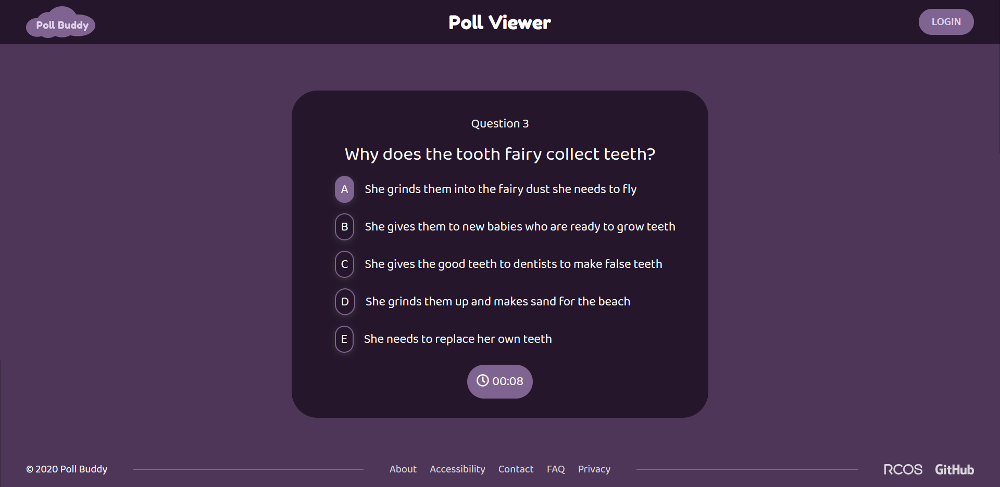 Poll Buddy
Poll Viewer
LOGIN
Question 3
Why does the tooth fairy collect teeth?
A She grinds them into the fairy dust she needs to fly
B She gives them to new babies who are ready to grow teeth
C She gives the good teeth to dentists to make false teeth
D She grinds them up and makes sand for the beach
E She needs to replace her own teeth
00:08
© 2020 Poll Buddy
About Accessibility Contact FAQ Privacy
RCOS GitHub